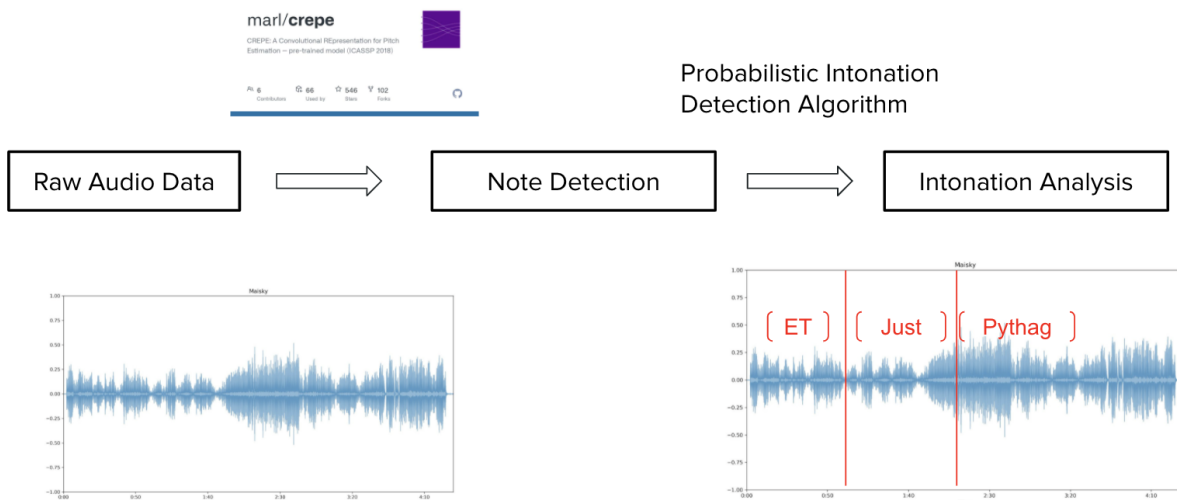 marl/crepe
CREPE: A Convolutional REpresentation for Pitch
Estimation – pre-trained model (ICASSP 2018)
6
Contributors
66
Used by
546
Stars
102
Forks
Probabilistic Intonation
Detection Algorithm
Raw Audio Data
Note Detection
Intonation Analysis
Maisky
1.00
0.75
0.50
0.25
0.00
−0.25
−0.50
−0.75
−1.00
0:00
0:50
1:40
2:30
3:20
4:10
Maisky
ET
Just
Pythag
1.00
0.75
0.50
0.25
0.00
−0.25
−0.50
−0.75
−1.00
0:00
0:50
1:40
2:30
3:20
4:10